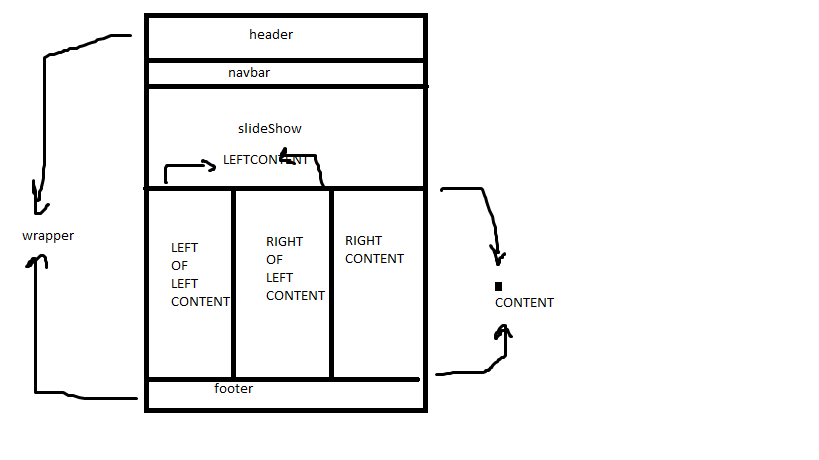 header
navbar
slideShow
LEFTCONTENT
wrapper
LEFT
OF
LEFT
CONTENT
RIGHT
OF
LEFT
CONTENT
RIGHT
CONTENT
CONTENT
footer